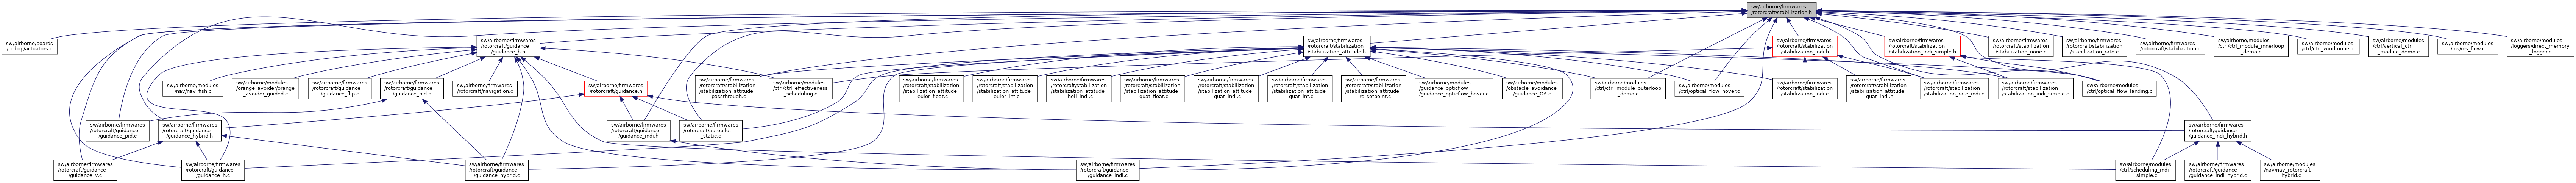 sw/airborne/firmwares
/rotorcraft/stabilization.h
sw/airborne/boards
/bebop/actuators.c
sw/airborne/firmwares
/rotorcraft/guidance
/guidance_h.h
sw/airborne/firmwares
/rotorcraft/stabilization
/stabilization_attitude.h
sw/airborne/firmwares
/rotorcraft/stabilization
/stabilization_indi.h
sw/airborne/firmwares
/rotorcraft/stabilization
/stabilization_indi_simple.h
sw/airborne/firmwares
/rotorcraft/stabilization
/stabilization_none.c
sw/airborne/firmwares
/rotorcraft/stabilization
/stabilization_rate.c
sw/airborne/firmwares
/rotorcraft/stabilization.c
sw/airborne/modules
/ctrl/ctrl_module_innerloop
_demo.c
sw/airborne/modules
/ctrl/ctrl_windtunnel.c
sw/airborne/modules
/ctrl/vertical_ctrl
_module_demo.c
sw/airborne/modules
/ins/ins_flow.c
sw/airborne/modules
/loggers/direct_memory
_logger.c
sw/airborne/modules
/nav/nav_fish.c
sw/airborne/modules
/orange_avoider/orange
_avoider_guided.c
sw/airborne/firmwares
/rotorcraft/guidance
/guidance_flip.c
sw/airborne/firmwares
/rotorcraft/guidance
/guidance_pid.h
sw/airborne/firmwares
/rotorcraft/navigation.c
sw/airborne/firmwares
/rotorcraft/guidance.h
sw/airborne/firmwares
/rotorcraft/stabilization
/stabilization_attitude
_passthrough.c
sw/airborne/modules
/ctrl/ctrl_effectiveness
_scheduling.c
sw/airborne/firmwares
/rotorcraft/stabilization
/stabilization_attitude
_euler_float.c
sw/airborne/firmwares
/rotorcraft/stabilization
/stabilization_attitude
_euler_int.c
sw/airborne/firmwares
/rotorcraft/stabilization
/stabilization_attitude
_heli_indi.c
sw/airborne/firmwares
/rotorcraft/stabilization
/stabilization_attitude
_quat_float.c
sw/airborne/firmwares
/rotorcraft/stabilization
/stabilization_attitude
_quat_indi.c
sw/airborne/firmwares
/rotorcraft/stabilization
/stabilization_attitude
_quat_int.c
sw/airborne/firmwares
/rotorcraft/stabilization
/stabilization_attitude
_rc_setpoint.c
sw/airborne/modules
/guidance_opticflow
/guidance_opticflow_hover.c
sw/airborne/modules
/obstacle_avoidance
/guidance_OA.c
sw/airborne/modules
/ctrl/ctrl_module_outerloop
_demo.c
sw/airborne/modules
/ctrl/optical_flow_hover.c
sw/airborne/firmwares
/rotorcraft/stabilization
/stabilization_indi.c
sw/airborne/firmwares
/rotorcraft/stabilization
/stabilization_attitude
_quat_indi.h
sw/airborne/firmwares
/rotorcraft/stabilization
/stabilization_rate_indi.c
sw/airborne/firmwares
/rotorcraft/stabilization
/stabilization_indi_simple.c
sw/airborne/modules
/ctrl/optical_flow_landing.c
sw/airborne/firmwares
/rotorcraft/guidance
/guidance_pid.c
sw/airborne/firmwares
/rotorcraft/guidance
/guidance_hybrid.h
sw/airborne/firmwares
/rotorcraft/guidance
/guidance_indi.h
sw/airborne/firmwares
/rotorcraft/autopilot
_static.c
sw/airborne/firmwares
/rotorcraft/guidance
/guidance_indi_hybrid.h
sw/airborne/firmwares
/rotorcraft/guidance
/guidance_v.c
sw/airborne/firmwares
/rotorcraft/guidance
/guidance_h.c
sw/airborne/firmwares
/rotorcraft/guidance
/guidance_hybrid.c
sw/airborne/firmwares
/rotorcraft/guidance
/guidance_indi.c
sw/airborne/modules
/ctrl/scheduling_indi
_simple.c
sw/airborne/firmwares
/rotorcraft/guidance
/guidance_indi_hybrid.c
sw/airborne/modules
/nav/nav_rotorcraft
_hybrid.c